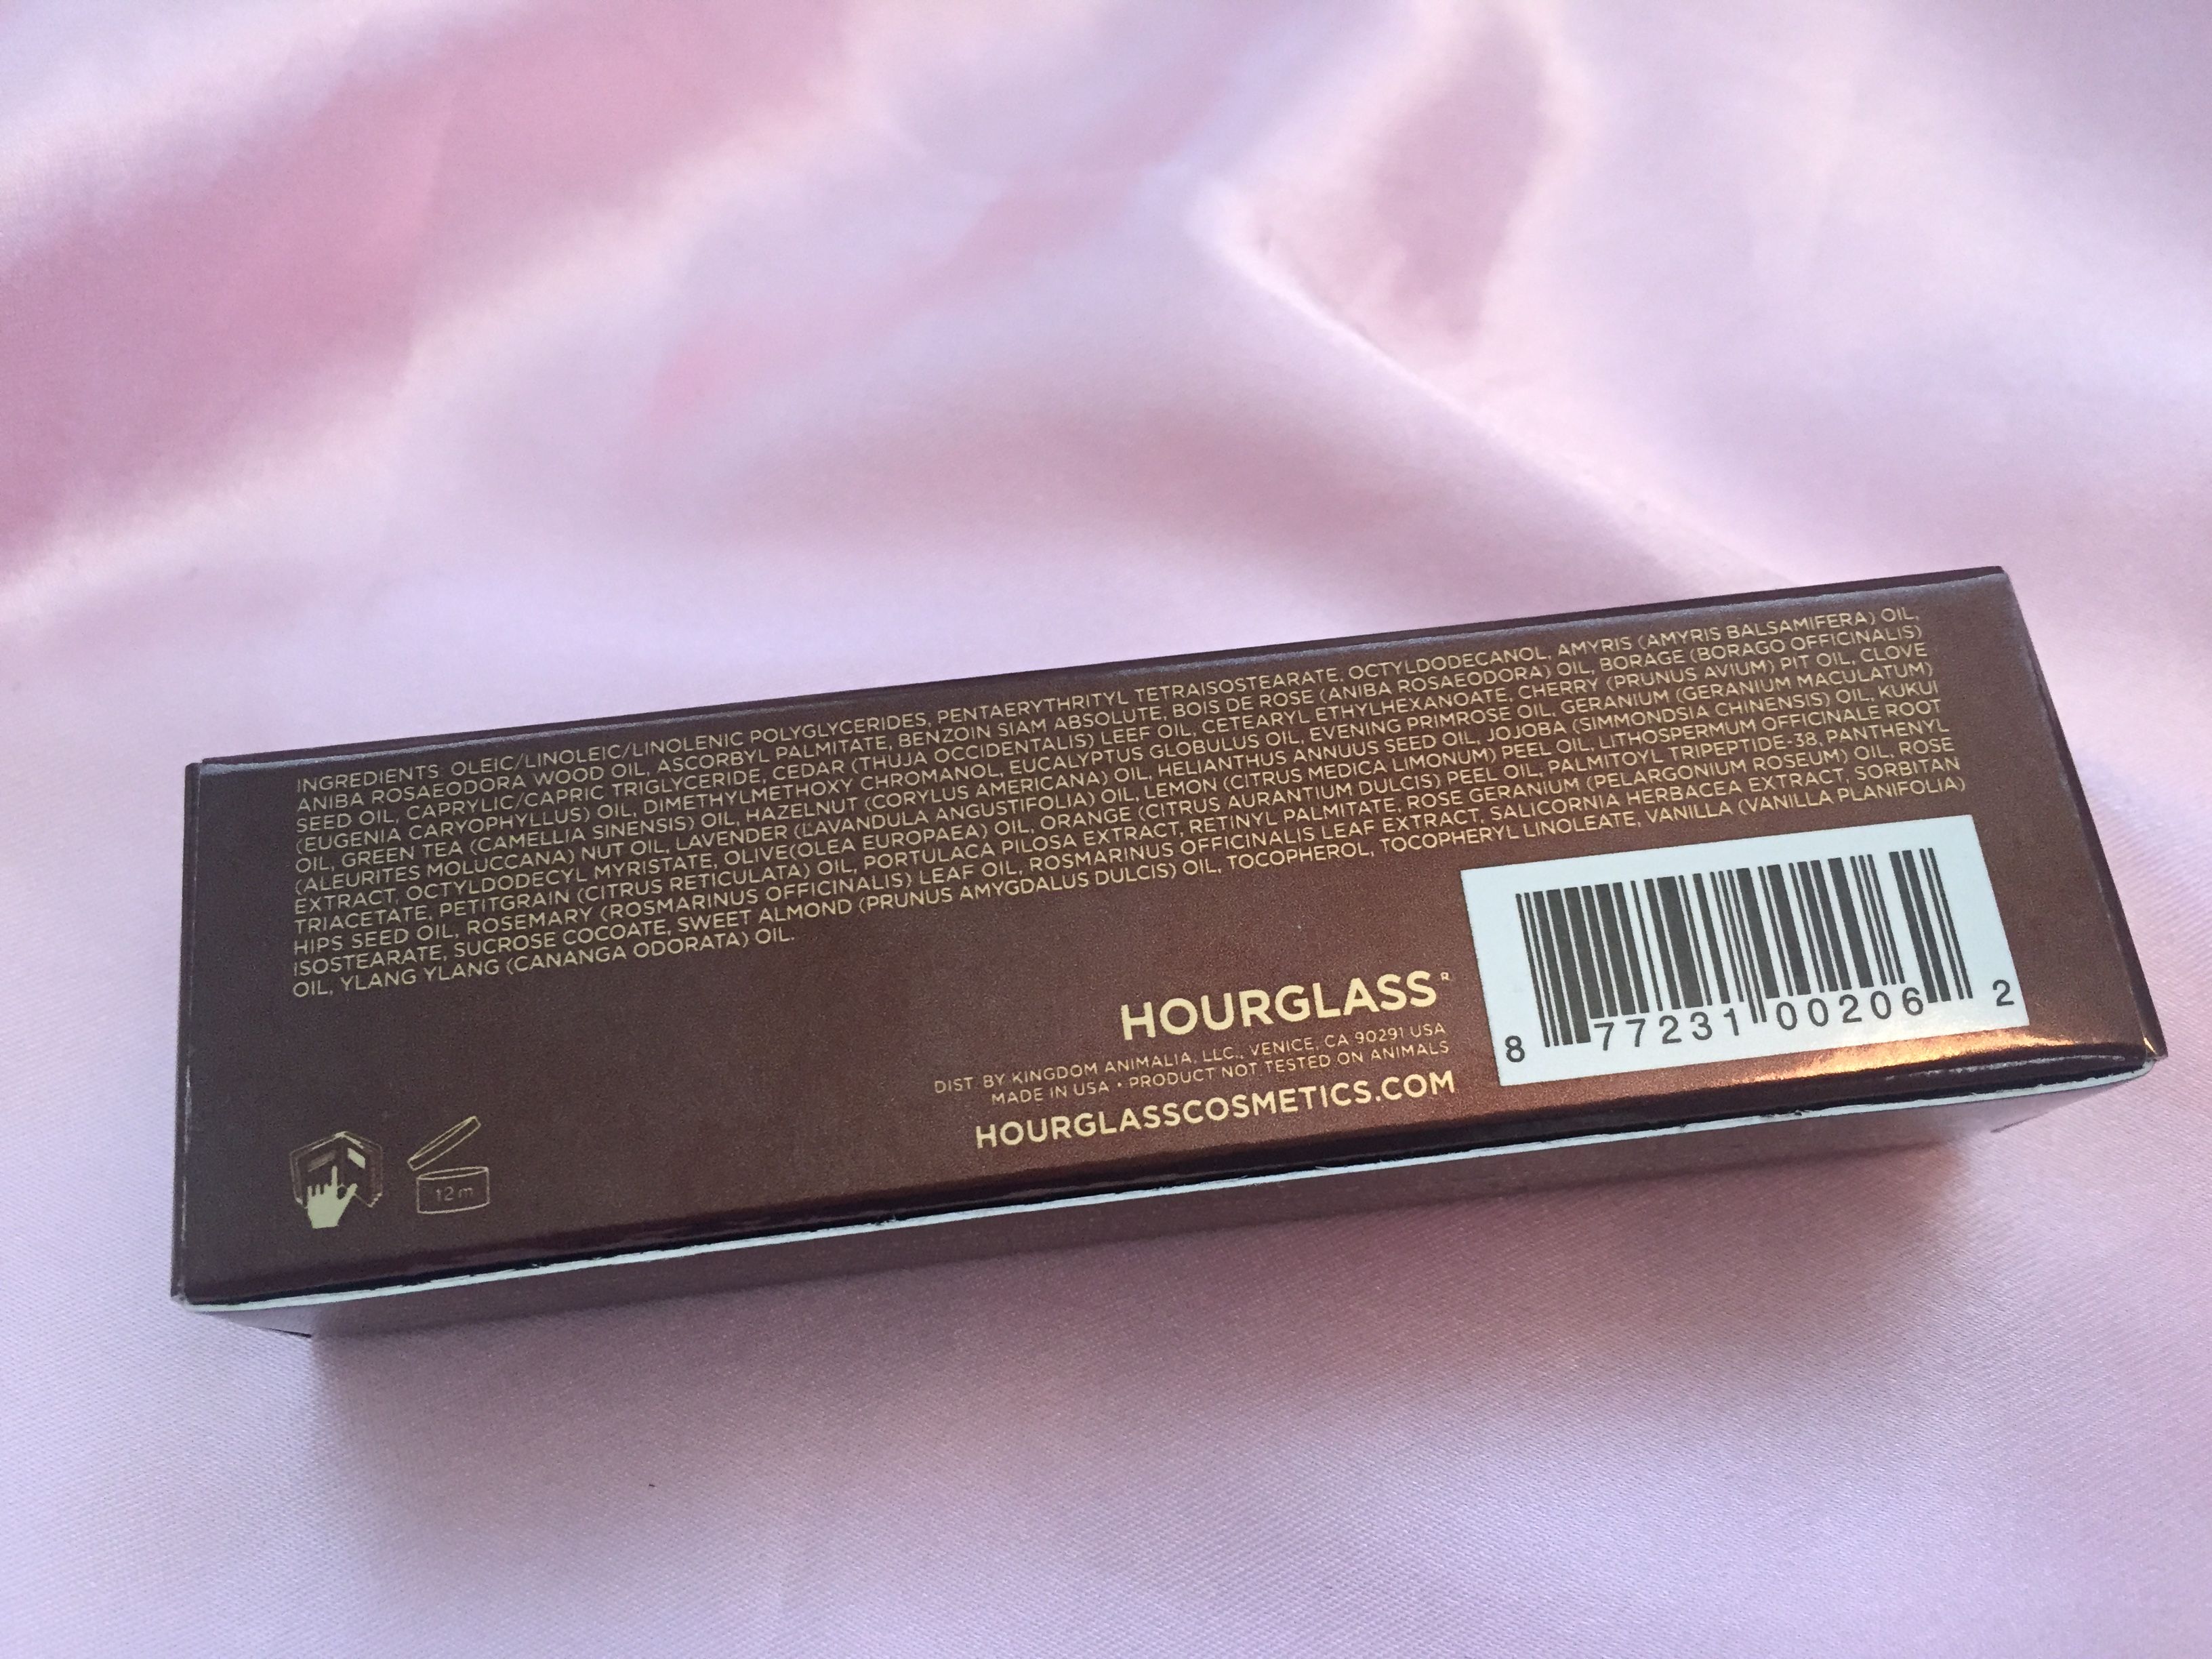 INGREDIENTS: OLEIC/LINOLEIC/LINOLENIC POLYGLYCERIDES, PENTAERYTHRITYL TETRAISOSTEARATE, OCTYLDODECANOL, AMYRIS (AMYRIS BALSAMIFERA) OIL,
ANIBA ROSAEODORA WOOD OIL, ASCORBYL PALMITATE, BENZOIN SIAM ABSOLUTE, BOIS DE ROSE (ANIBA ROSAEODORA) OIL, BORAGE (BORAGO OFFICINALIS)
SEED OIL, CAPRYLIC/CAPRIC TRIGLYCERIDE, CEDAR (THUJA OCCIDENTALIS) LEEF OIL, CETEARYL ETHYLHEXANOATE, CHERRY (PRUNUS AVIUM) PIT OIL, CLOVE
(EUGENIA CARYOPHYLLUS) OIL, DIMETHYLMETHOXY CHROMANOL, EUCALYPTUS GLOBULUS OIL, EVENING PRIMROSE OIL, GERANIUM (GERANIUM MACULATUM)
OIL, GREEN TEA (CAMELLIA SINENSIS) OIL, HAZELNUT (CORYLUS AMERICANA) OIL, HELIANTHUS ANNUUS SEED OIL, JOJOBA (SIMMONDSIA CHINENSIS) OIL, KUKUI
(ALEURITES MOLUCCANA) NUT OIL, LAVENDER (LAVANDULA ANGUSTIFOLIA) OIL, LEMON (CITRUS MEDICA LIMONUM) PEEL OIL, LITHOSPERMUM OFFICINALE ROOT
EXTRACT, OCTYLDODECYL MYRISTATE, OLIVE(OLEA EUROPAEA) OIL, ORANGE (CITRUS AURANTIUM DULCIS) PEEL OIL, PALMITOYL TRIPEPTIDE-38, PANTHENYL
TRIACETATE, PETITGRAIN (CITRUS RETICULATA) OIL, PORTULACA PILOSA EXTRACT, RETINYL PALMITATE, ROSE GERANIUM (PELARGONIUM ROSEUM) OIL, ROSE
HIPS SEED OIL, ROSEMARY (ROSMARINUS OFFICINALIS) LEAF OIL, ROSMARINUS OFFICINALIS LEAF EXTRACT, SALICORNIA HERBACEA EXTRACT, SORBITAN
ISOSTEARATE, SUCROSE COCOATE, SWEET ALMOND (PRUNUS AMYGDALUS DULCIS) OIL, TOCOPHEROL, TOCOPHERYL LINOLEATE, VANILLA (VANILLA PLANIFOLIA)
OIL, YLANG YLANG (CANANGA ODORATA) OIL.
HOURGLASS®
DIST. BY KINGDOM ANIMALIA, LLC., VENICE, CA 90291 USA
MADE IN USA • PRODUCT NOT TESTED ON ANIMALS
HOURGLASSCOSMETICS.COM
8 77231 00206 2
12 m